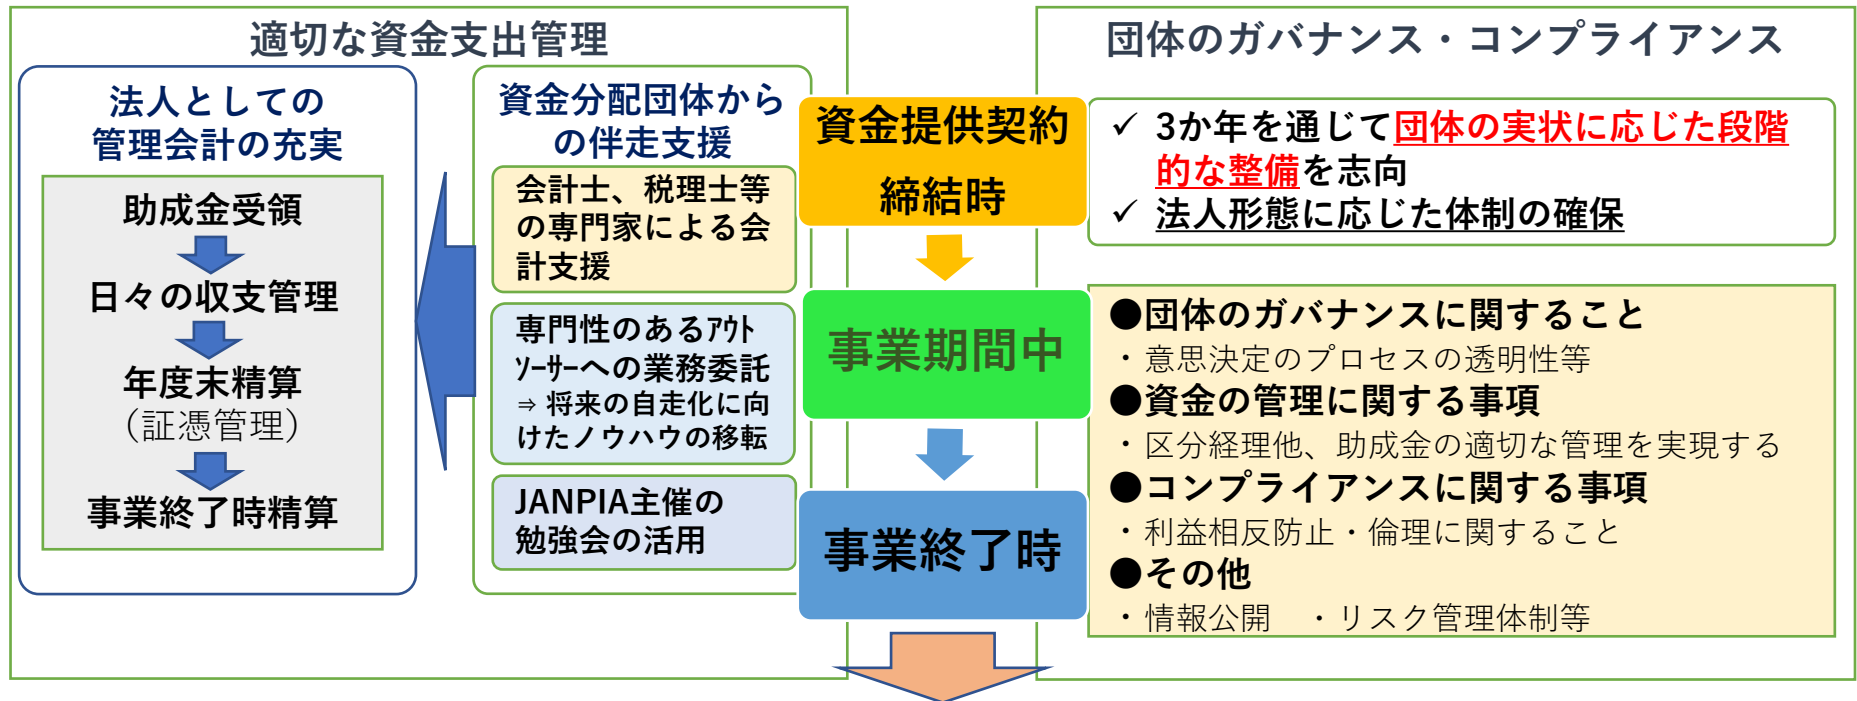 適切な資金支出管理
法人としての
管理会計の充実
助成金受領
日々の収支管理
年度末精算
（証憑管理）
事業終了時精算
資金分配団体から
の伴走支援
会計士、税理士等
の専門家による会
計支援
専門性のあるｱｳﾄ
ｿｰｻｰへの業務委託
⇒ 将来の自走化に向
けたノウハウの移転
JANPIA主催の
勉強会の活用
資金提供契約
締結時
事業期間中
事業終了時
団体のガバナンス・コンプライアンス
✓ 3か年を通じて団体の実状に応じた段階
的な整備を志向
✓ 法人形態に応じた体制の確保
●団体のガバナンスに関すること
・意思決定のプロセスの透明性等
●資金の管理に関する事項
・区分経理他、助成金の適切な管理を実現する
●コンプライアンスに関する事項
・利益相反防止・倫理に関すること
●その他
・情報公開　・リスク管理体制等